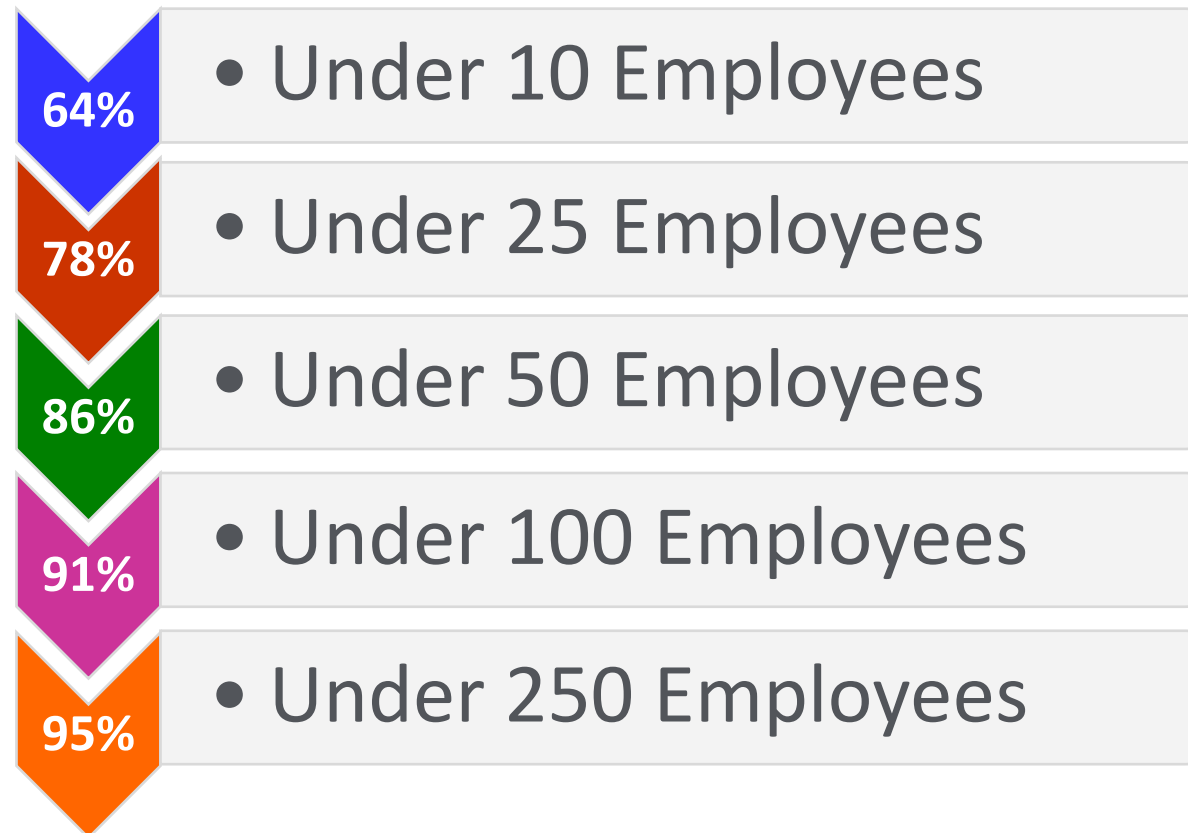 64% • Under 10 Employees
78% • Under 25 Employees
86% • Under 50 Employees
91% • Under 100 Employees
95% • Under 250 Employees